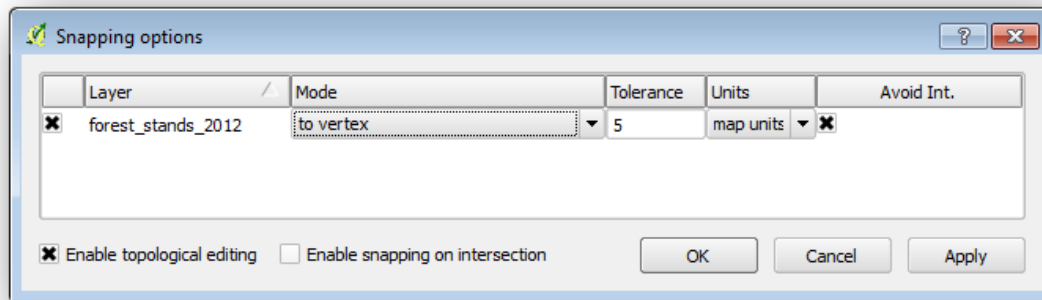 Snapping options
Layer Mode Tolerance Units Avoid Int.
forest_stands_2012 to vertex 5 map units
Enable topological editing Enable snapping on intersection OK Cancel Apply